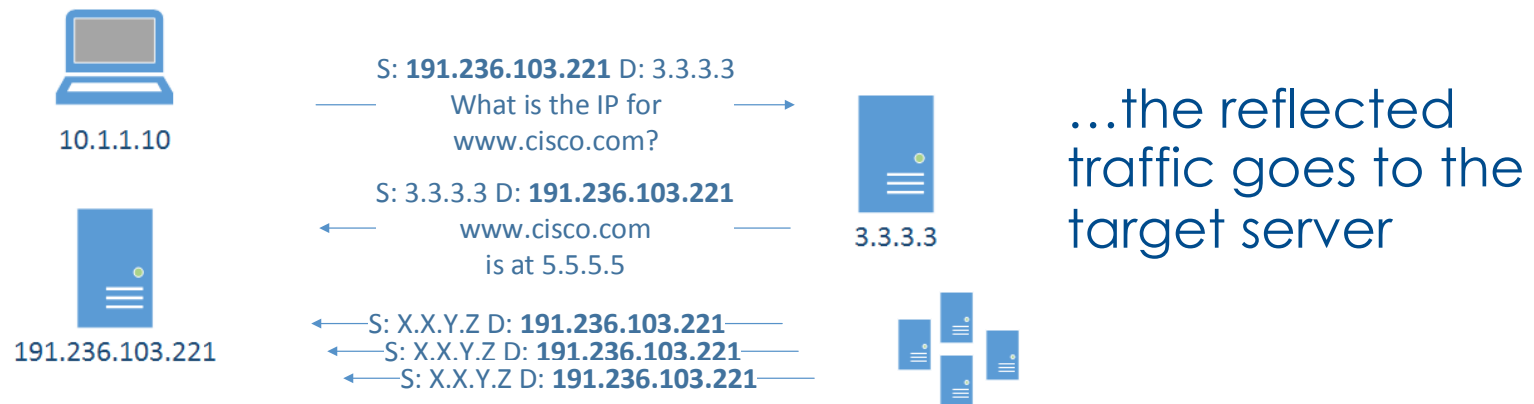 10.1.1.10
S: 191.236.103.221 D: 3.3.3.3
What is the IP for
www.cisco.com?
S: 3.3.3.3 D: 191.236.103.221
www.cisco.com
is at 5.5.5.5
3.3.3.3
191.236.103.221
S: X.X.Y.Z D: 191.236.103.221
S: X.X.Y.Z D: 191.236.103.221
S: X.X.Y.Z D: 191.236.103.221
…the reflected
traffic goes to the
target server